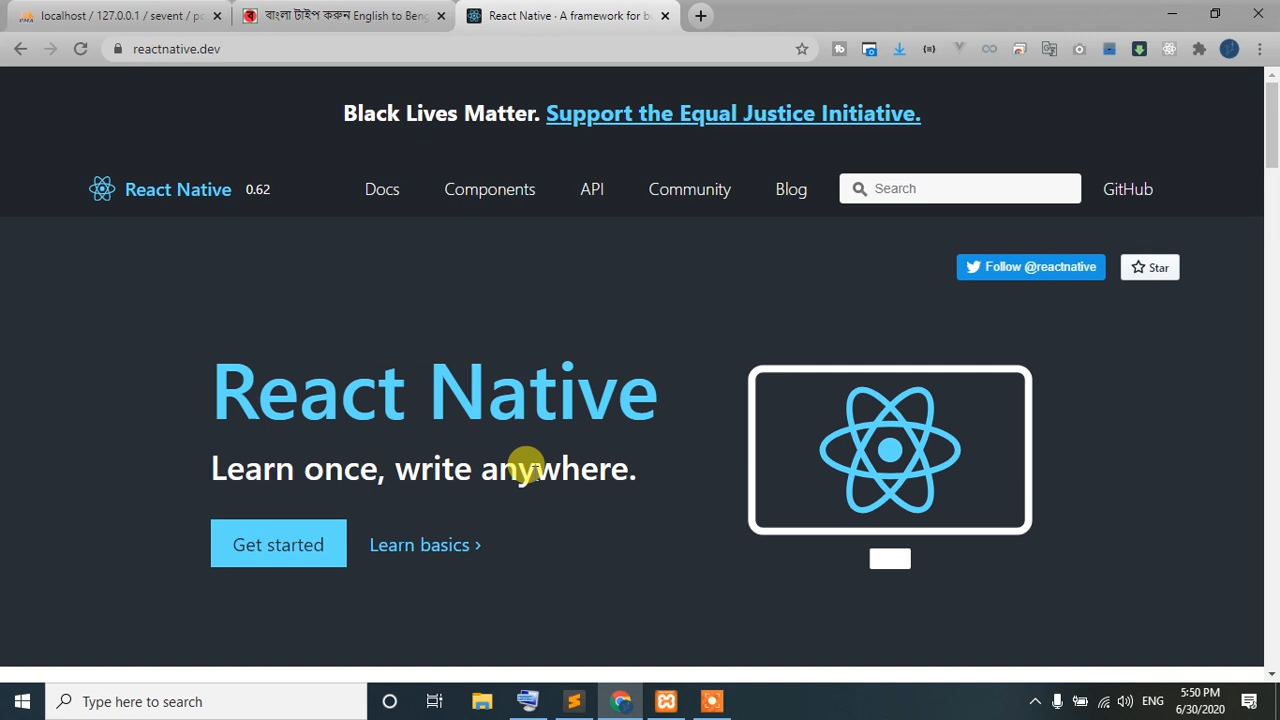 localhost / 127.0.0.1 / sevent / pc
বাংলা টাইপ করুন English to Beng
React Native · A framework for b
reactnative.dev
Black Lives Matter. Support the Equal Justice Initiative.
React Native 0.62 Docs Components API Community Blog Search GitHub
Follow @reactnative Star
React Native
Learn once, write anywhere.
Get started Learn basics ›
Type here to search
ENG
5:50 PM
6/30/2020